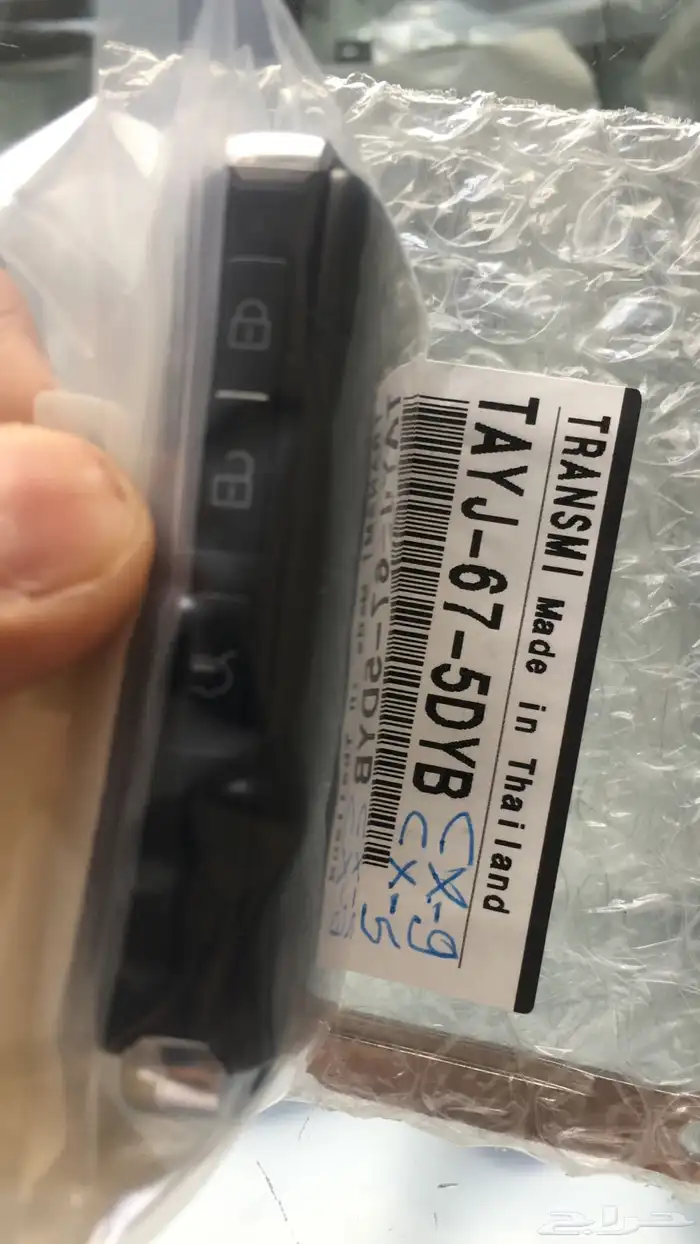 TRANSMI Made in Thailand
TAYJ-67-5DYB
CX-9
CX-5
حراج